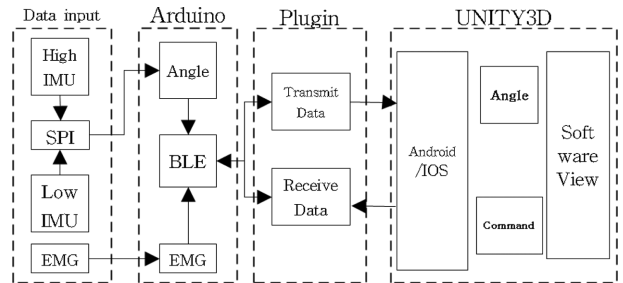 Data input
High
IMU
SPI
Low
IMU
EMG
Arduino
Angle
BLE
EMG
Plugin
Transmit
Data
Receive
Data
UNITY3D
Android
/IOS
Angle
Command
Soft
ware
View